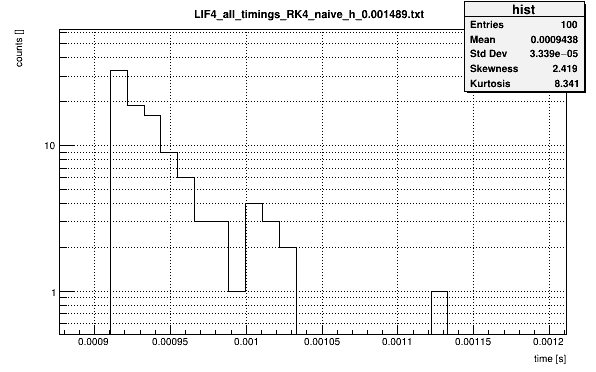 LIF4_all_timings_RK4_naive_h_0.001489.txt
hist
Entries 100
Mean 0.0009438
Std Dev 3.339e−05
Skewness 2.419
Kurtosis 8.341
counts []
10
1
0.0009 0.00095 0.001 0.00105 0.0011 0.00115 0.0012
time [s]